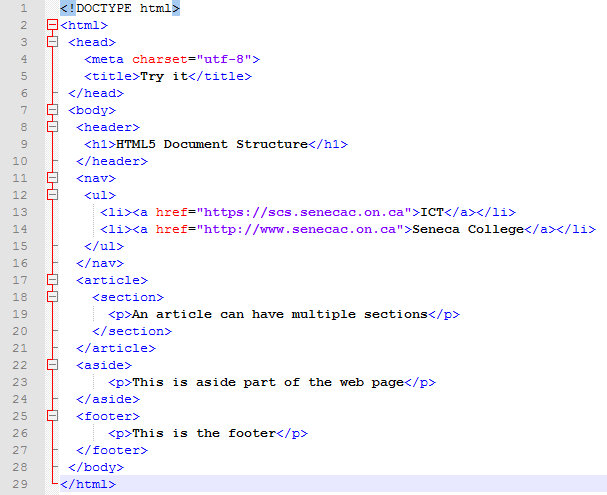 1 <!DOCTYPE html>
2 <html>
3 <head>
4 <meta charset="utf-8">
5 <title>Try it</title>
6 </head>
7 <body>
8 <header>
9 <h1>HTML5 Document Structure</h1>
10 </header>
11 <nav>
12 <ul>
13 <li><a href="https://scs.senecac.on.ca">ICT</a></li>
14 <li><a href="http://www.senecac.on.ca">Seneca College</a></li>
15 </ul>
16 </nav>
17 <article>
18 <section>
19 <p>An article can have multiple sections</p>
20 </section>
21 </article>
22 <aside>
23 <p>This is aside part of the web page</p>
24 </aside>
25 <footer>
26 <p>This is the footer</p>
27 </footer>
28 </body>
29 </html>